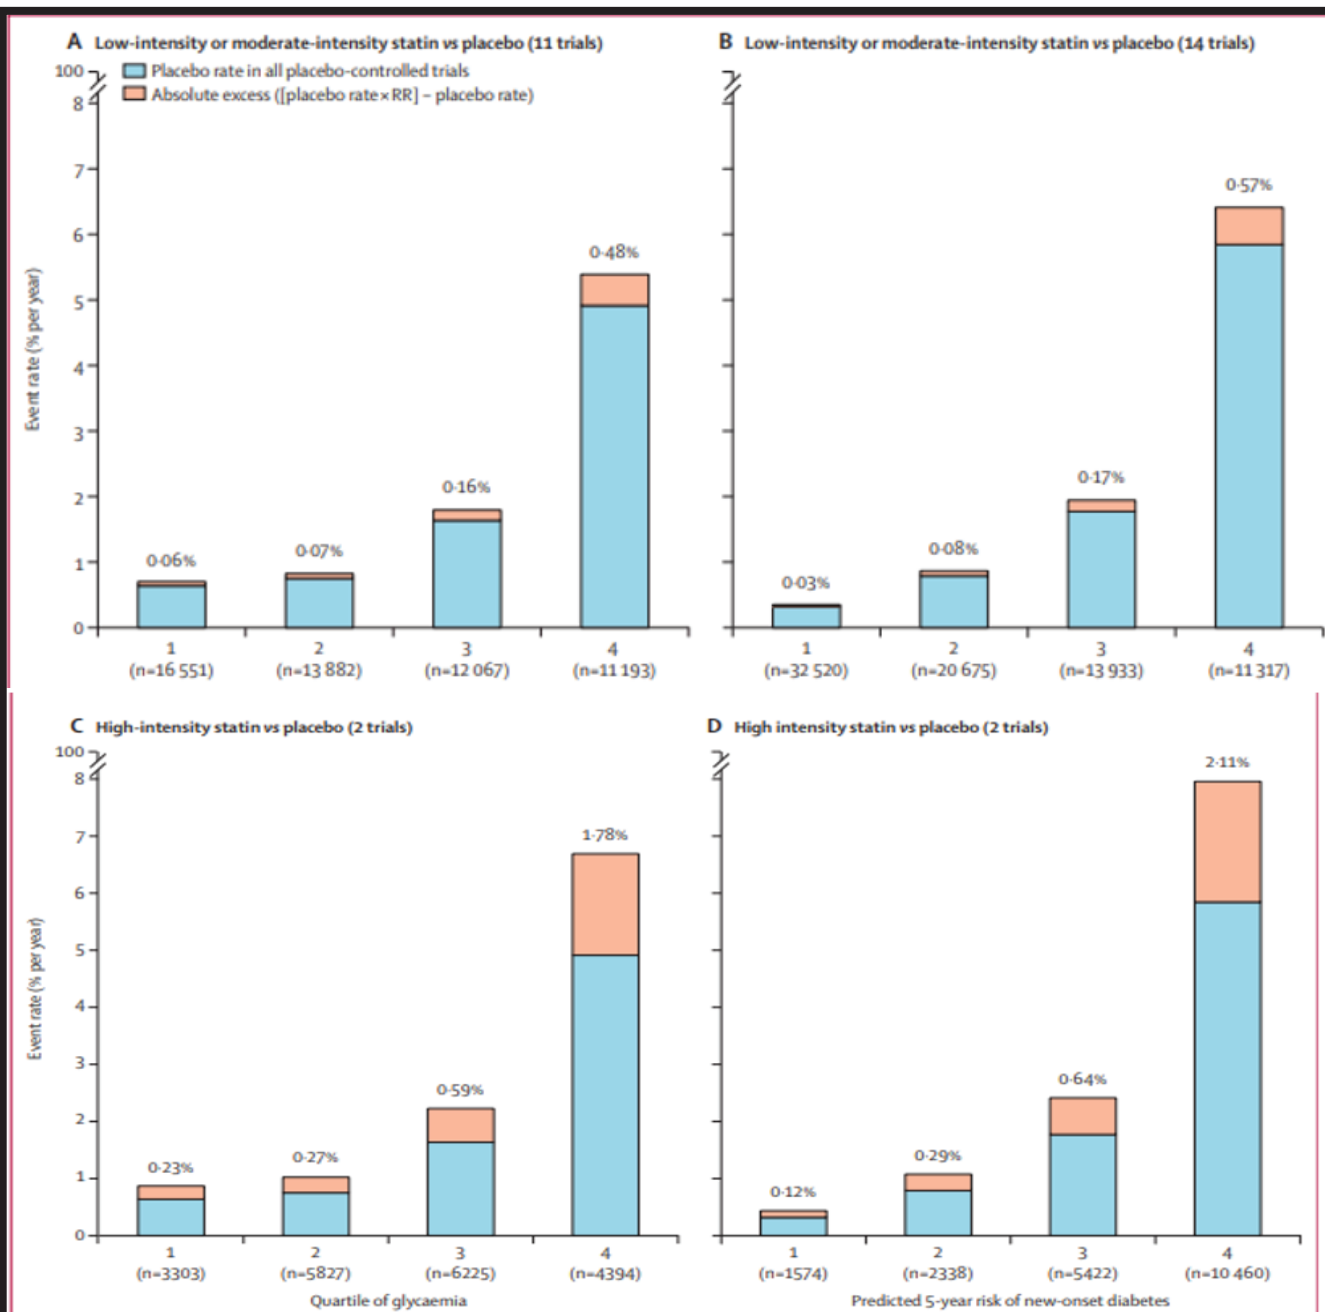 A Low-intensity or moderate-intensity statin vs placebo (11 trials)
Placebo rate in all placebo-controlled trials
Absolute excess ([placebo rate×RR] – placebo rate)
100
8
7
6
5
4
3
2
1
0
Event rate (% per year)
0·06%
0·07%
0·16%
0·48%
1
2
3
4
(n=16 551)
(n=13 882)
(n=12 067)
(n=11 193)
B Low-intensity or moderate-intensity statin vs placebo (14 trials)
0·03%
0·08%
0·17%
0·57%
1
2
3
4
(n=32 520)
(n=20 675)
(n=13 933)
(n=11 317)
C High-intensity statin vs placebo (2 trials)
100
8
7
6
5
4
3
2
1
0
Event rate (% per year)
0·23%
0·27%
0·59%
1·78%
1
2
3
4
(n=3303)
(n=5827)
(n=6225)
(n=4394)
Quartile of glycaemia
D High intensity statin vs placebo (2 trials)
0·12%
0·29%
0·64%
2·11%
1
2
3
4
(n=1574)
(n=2338)
(n=5422)
(n=10 460)
Predicted 5-year risk of new-onset diabetes